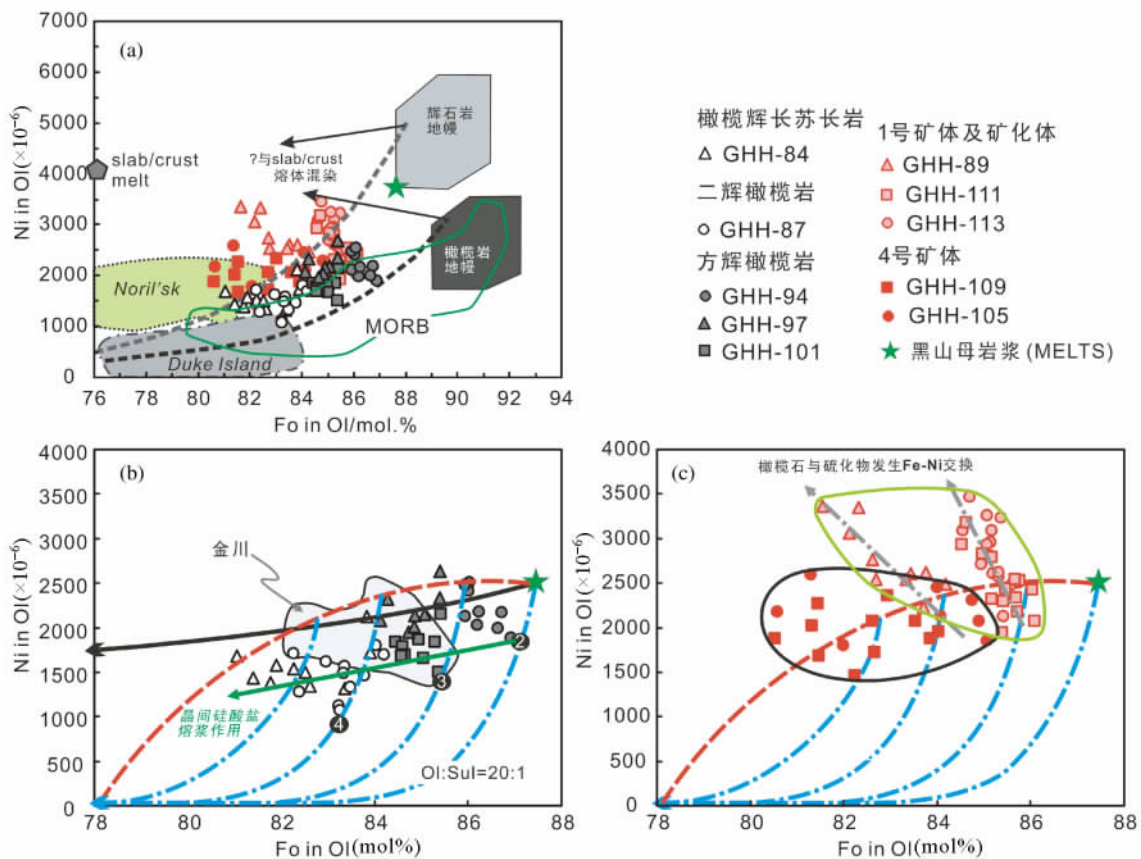 (a)
Ni in Ol(×10⁻⁶)
7000
6000
5000
4000
3000
2000
1000
0
slab/crust
melt
?与slab/crust
熔体混染
辉石岩
地幔
橄榄岩
地幔
Noril'sk
MORB
Duke Island
76 78 80 82 84 86 88 90 92 94
Fo in Ol/mol.%
橄榄辉长苏长岩
GHH-84
二辉橄榄岩
GHH-87
方辉橄榄岩
GHH-94
GHH-97
GHH-101
1号矿体及矿化体
GHH-89
GHH-111
GHH-113
4号矿体
GHH-109
GHH-105
黑山母岩浆 (MELTS)
(b)
Ni in Ol(×10⁻⁶)
4000
3500
3000
2500
2000
1500
1000
500
0
金川
2
3
4
晶间硅酸盐
熔浆作用
Ol:Sul=20:1
78 80 82 84 86 88
Fo in Ol(mol%)
(c)
Ni in Ol(×10⁻⁶)
4000
3500
3000
2500
2000
1500
1000
500
0
橄榄石与硫化物发生Fe-Ni交换
78 80 82 84 86 88
Fo in Ol(mol%)